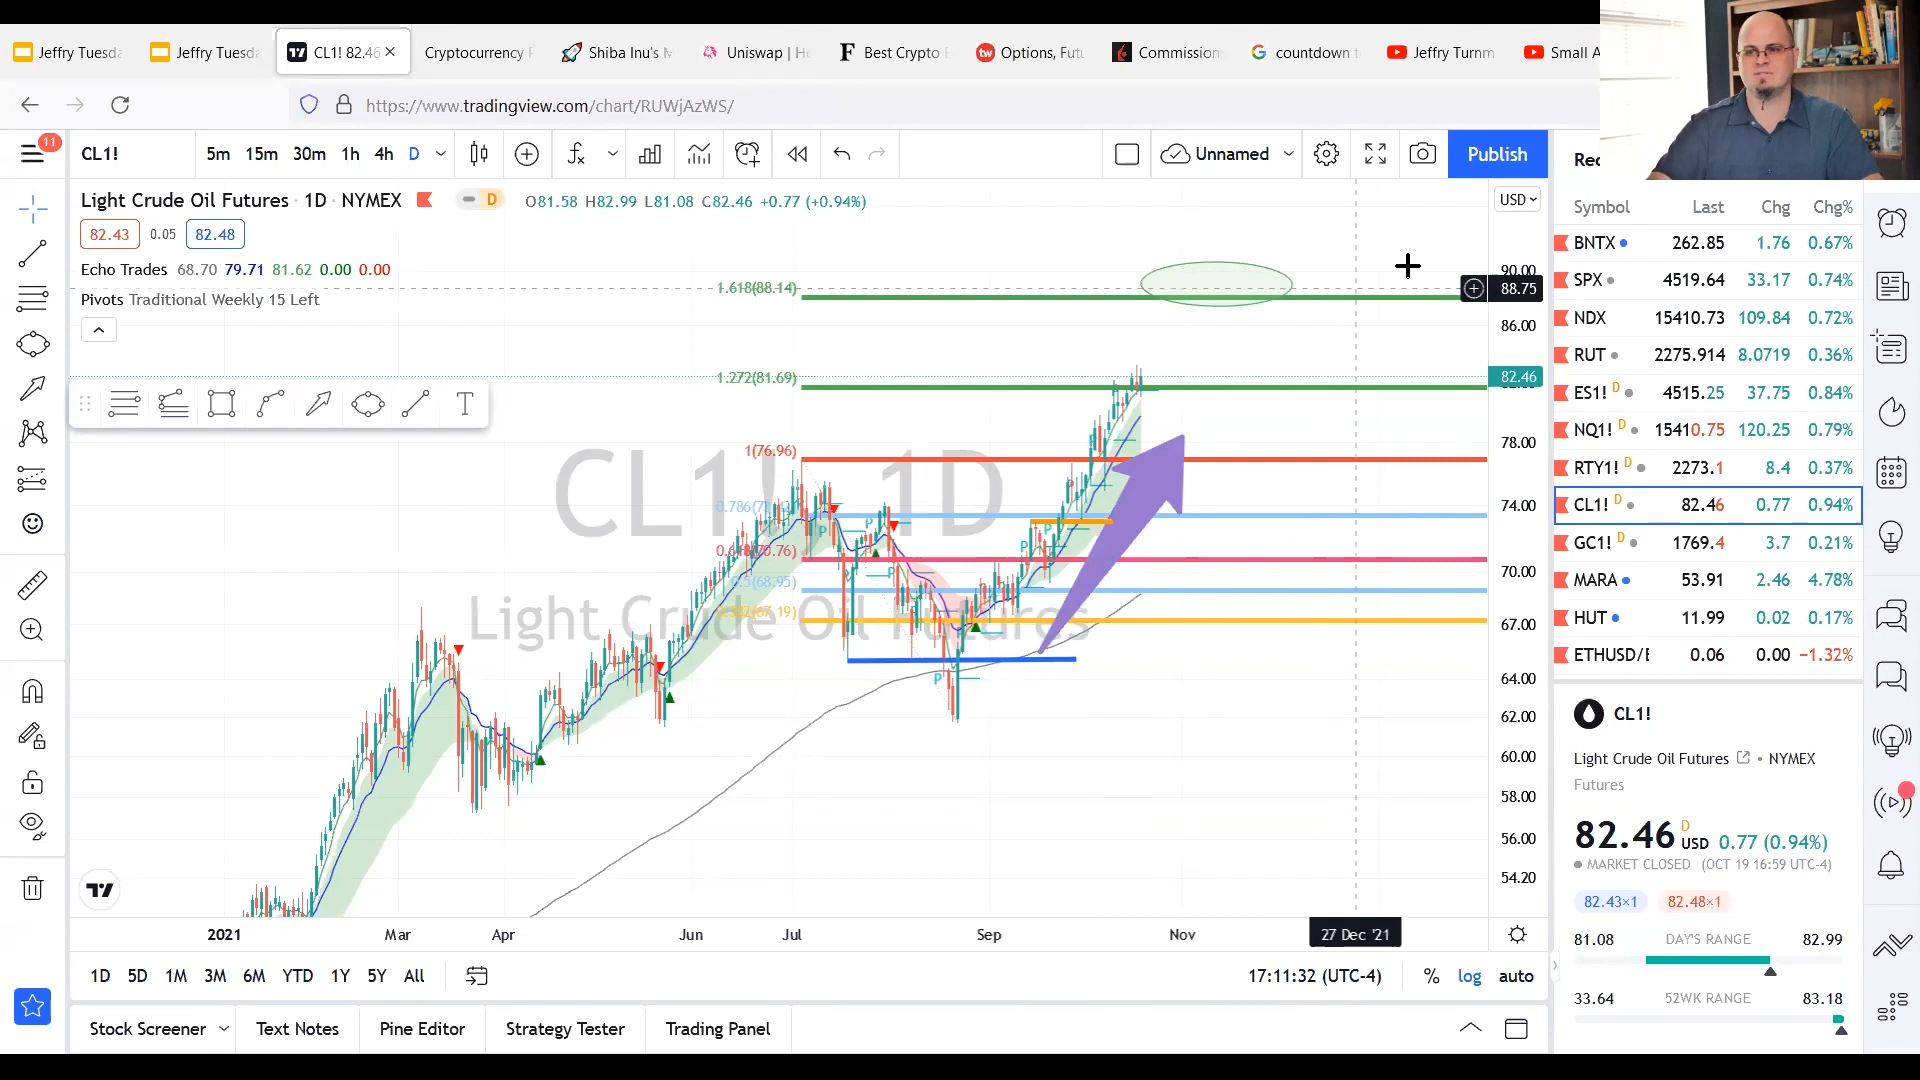 Jeffry Tuesda
Jeffry Tuesda
CL1! 82.46
Cryptocurrency F
Shiba Inu's M
Uniswap | He
Best Crypto E
Options, Futu
Commission
countdown t
Jeffry Turnm
Small A
https://www.tradingview.com/chart/RUWjAzWS/
11
CL1!
5m 15m 30m 1h 4h D
Unnamed
Publish
Light Crude Oil Futures · 1D · NYMEX
D
O81.58 H82.99 L81.08 C82.46 +0.77 (+0.94%)
USD
82.43 0.05 82.48
Echo Trades 68.70 79.71 81.62 0.00 0.00
Pivots Traditional Weekly 15 Left
1.618(88.14)
1.272(81.69)
1(76.96)
0.5(68.95)
CL1! 1D
Light Crude Oil Futures
90.00
88.75
86.00
82.46
78.00
74.00
70.00
67.00
64.00
62.00
60.00
58.00
56.00
54.20
2021 Mar Apr Jun Jul Sep Nov 27 Dec '21
1D 5D 1M 3M 6M YTD 1Y 5Y All
17:11:32 (UTC-4) % log auto
Stock Screener Text Notes Pine Editor Strategy Tester Trading Panel
Rec
Symbol Last Chg Chg%
BNTX 262.85 1.76 0.67%
SPX 4519.64 33.17 0.74%
NDX 15410.73 109.84 0.72%
RUT 2275.914 8.0719 0.36%
ES1! D 4515.25 37.75 0.84%
NQ1! D 15410.75 120.25 0.79%
RTY1! D 2273.1 8.4 0.37%
CL1! D 82.46 0.77 0.94%
GC1! D 1769.4 3.7 0.21%
MARA 53.91 2.46 4.78%
HUT 11.99 0.02 0.17%
ETHUSD/E 0.06 0.00 −1.32%
CL1!
Light Crude Oil Futures • NYMEX
Futures
82.46 D USD 0.77 (0.94%)
MARKET CLOSED (OCT 19 16:59 UTC-4)
82.43×1 82.48×1
81.08 DAY'S RANGE 82.99
33.64 52WK RANGE 83.18